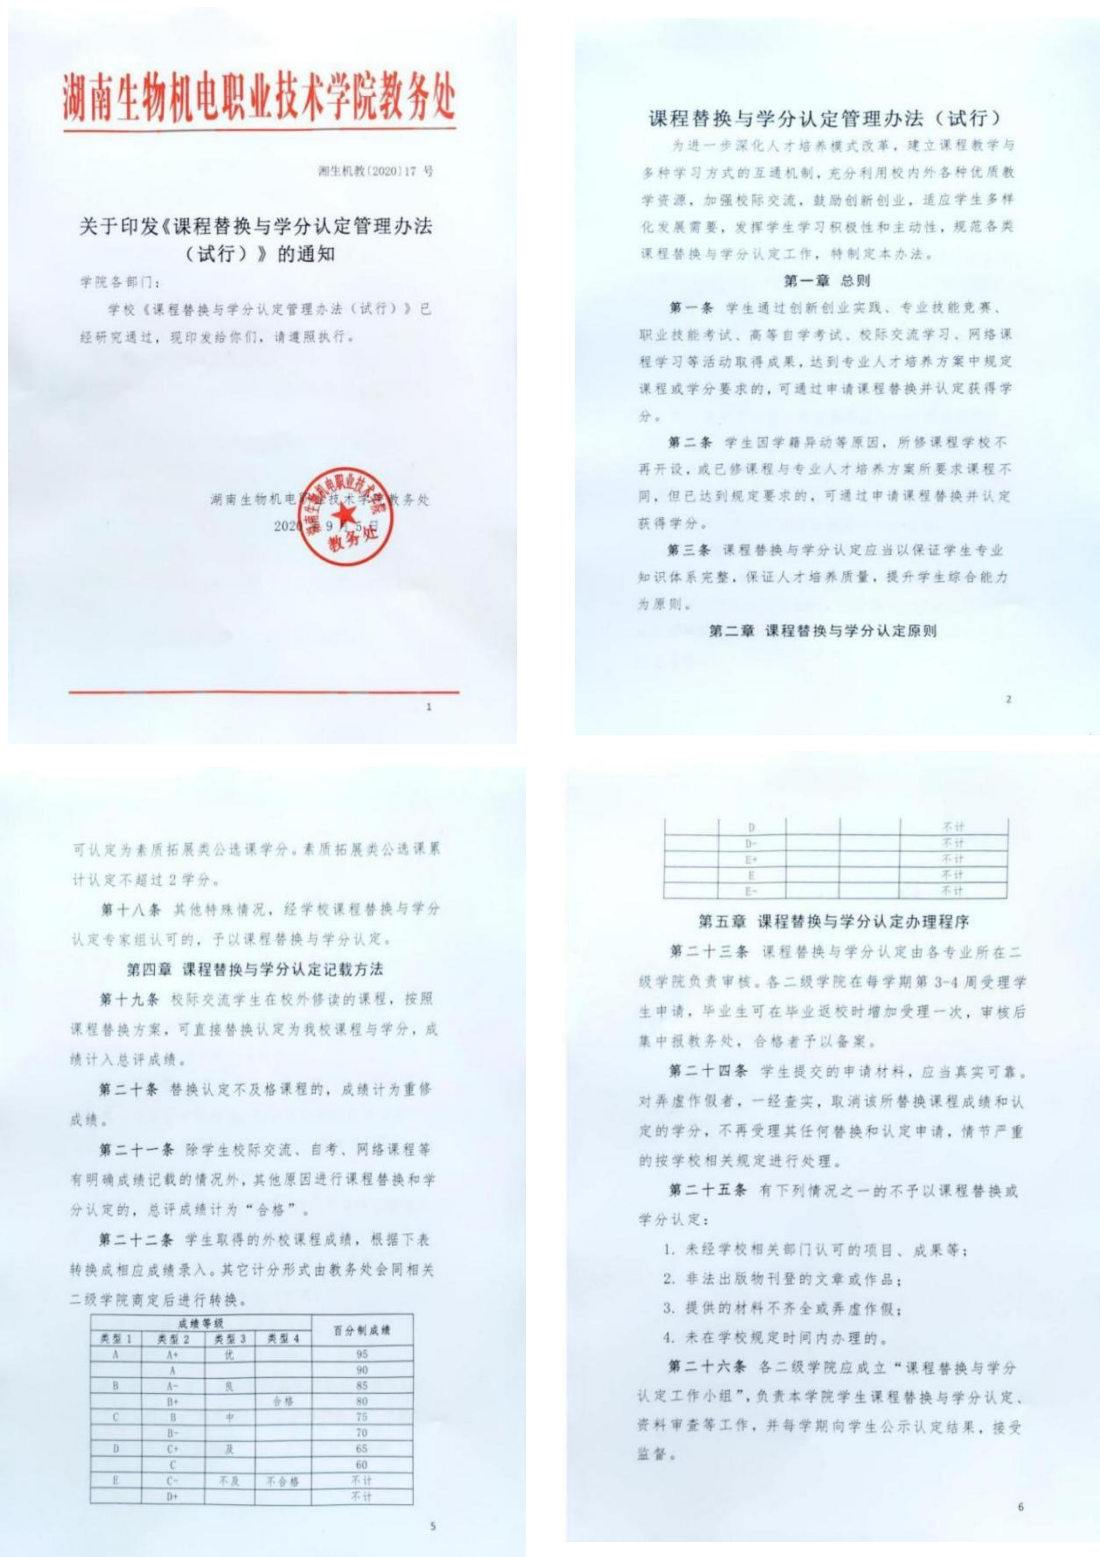 湖南生物机电职业技术学院教务处
湘生机教〔2020〕17 号
关于印发《课程替换与学分认定管理办法
（试行）》的通知
学院各部门：
学校《课程替换与学分认定管理办法（试行）》已
经研究通过，现印发给你们，请遵照执行。
湖南生物机电职业技术学院教务处
2020年9月5日
湖南生物机电职业技术学院
教务处
1
课程替换与学分认定管理办法（试行）
为进一步深化人才培养模式改革，建立课程教学与
多种学习方式的互通机制，充分利用校内外各种优质教
学资源，加强校际交流，鼓励创新创业，适应学生多样
化发展需要，发挥学生学习积极性和主动性，规范各类
课程替换与学分认定工作，特制定本办法。
第一章 总则
第一条 学生通过创新创业实践、专业技能竞赛、
职业技能考试、高等自学考试、校际交流学习、网络课
程学习等活动取得成果，达到专业人才培养方案中规定
课程或学分要求的，可通过申请课程替换并认定获得学
分。
第二条 学生因学籍异动等原因，所修课程学校不
再开设，或已修课程与专业人才培养方案所要求课程不
同，但已达到规定要求的，可通过申请课程替换并认定
获得学分。
第三条 课程替换与学分认定应当以保证学生专业
知识体系完整，保证人才培养质量，提升学生综合能力
为原则。
第二章 课程替换与学分认定原则
2
可认定为素质拓展类公选课学分。素质拓展类公选课累
计认定不超过 2 学分。
第十八条 其他特殊情况，经学校课程替换与学分
认定专家组认可的，予以课程替换与学分认定。
第四章 课程替换与学分认定记载方法
第十九条 校际交流学生在校外修读的课程，按照
课程替换方案，可直接替换认定为我校课程与学分，成
绩计入总评成绩。
第二十条 替换认定不及格课程的，成绩计为重修
成绩。
第二十一条 除学生校际交流、自考、网络课程等
有明确成绩记载的情况外，其他原因进行课程替换和学
分认定的，总评成绩计为“合格”。
第二十二条 学生取得的外校课程成绩，根据下表
转换成相应成绩录入。其它计分形式由教务处会同相关
二级学院商定后进行转换。
成绩等级 百分制成绩
类型 1 类型 2 类型 3 类型 4
A A+ 优 95
A 90
B A- 良 85
B+ 合格 80
C B 中 75
B- 70
D C+ 及 65
C 60
E C- 不及 不合格 不计
D+ 不计
5
D 不计
D- 不计
E+ 不计
E 不计
E- 不计
第五章 课程替换与学分认定办理程序
第二十三条 课程替换与学分认定由各专业所在二
级学院负责审核。各二级学院在每学期第 3-4 周受理学
生申请，毕业生可在毕业返校时增加受理一次，审核后
集中报教务处，合格者予以备案。
第二十四条 学生提交的申请材料，应当真实可靠。
对弄虚作假者，一经查实，取消该所替换课程成绩和认
定的学分，不再受理其任何替换和认定申请，情节严重
的按学校相关规定进行处理。
第二十五条 有下列情况之一的不予以课程替换或
学分认定：
1. 未经学校相关部门认可的项目、成果等；
2. 非法出版物刊登的文章或作品；
3. 提供的材料不齐全或弄虚作假；
4. 未在学校规定时间内办理的。
第二十六条 各二级学院应成立“课程替换与学分
认定工作小组”，负责本学院学生课程替换与学分认定、
资料审查等工作，并每学期向学生公示认定结果，接受
监督。
6